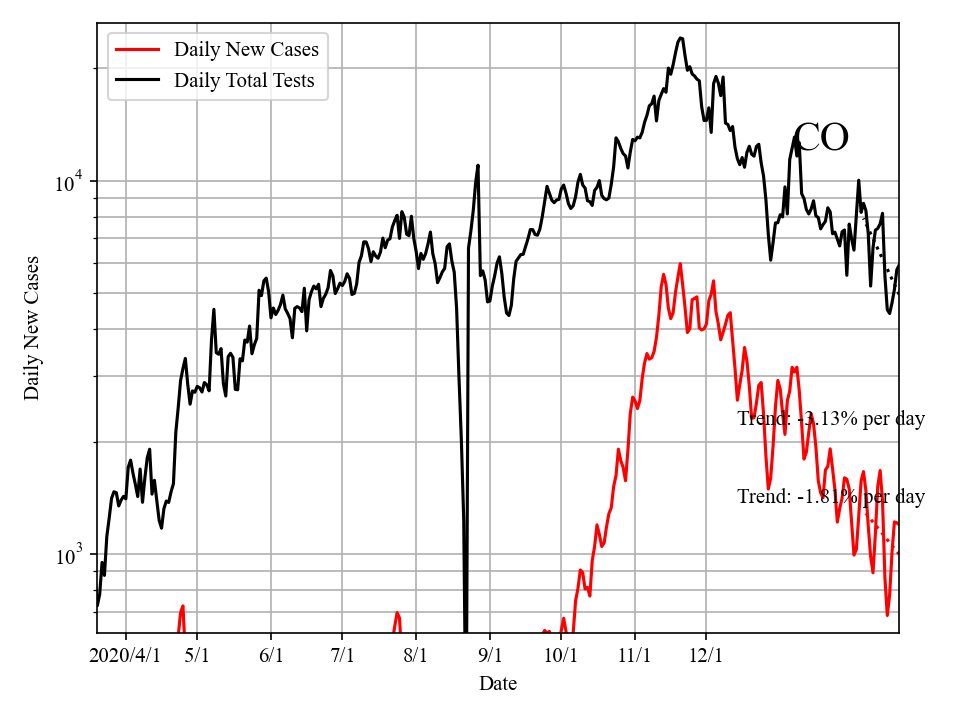 Daily New Cases
Daily Total Tests
CO
10^4
Trend: -3.13% per day
Trend: -1.81% per day
10^3
Daily New Cases
2020/4/1 5/1 6/1 7/1 8/1 9/1 10/1 11/1 12/1
Date